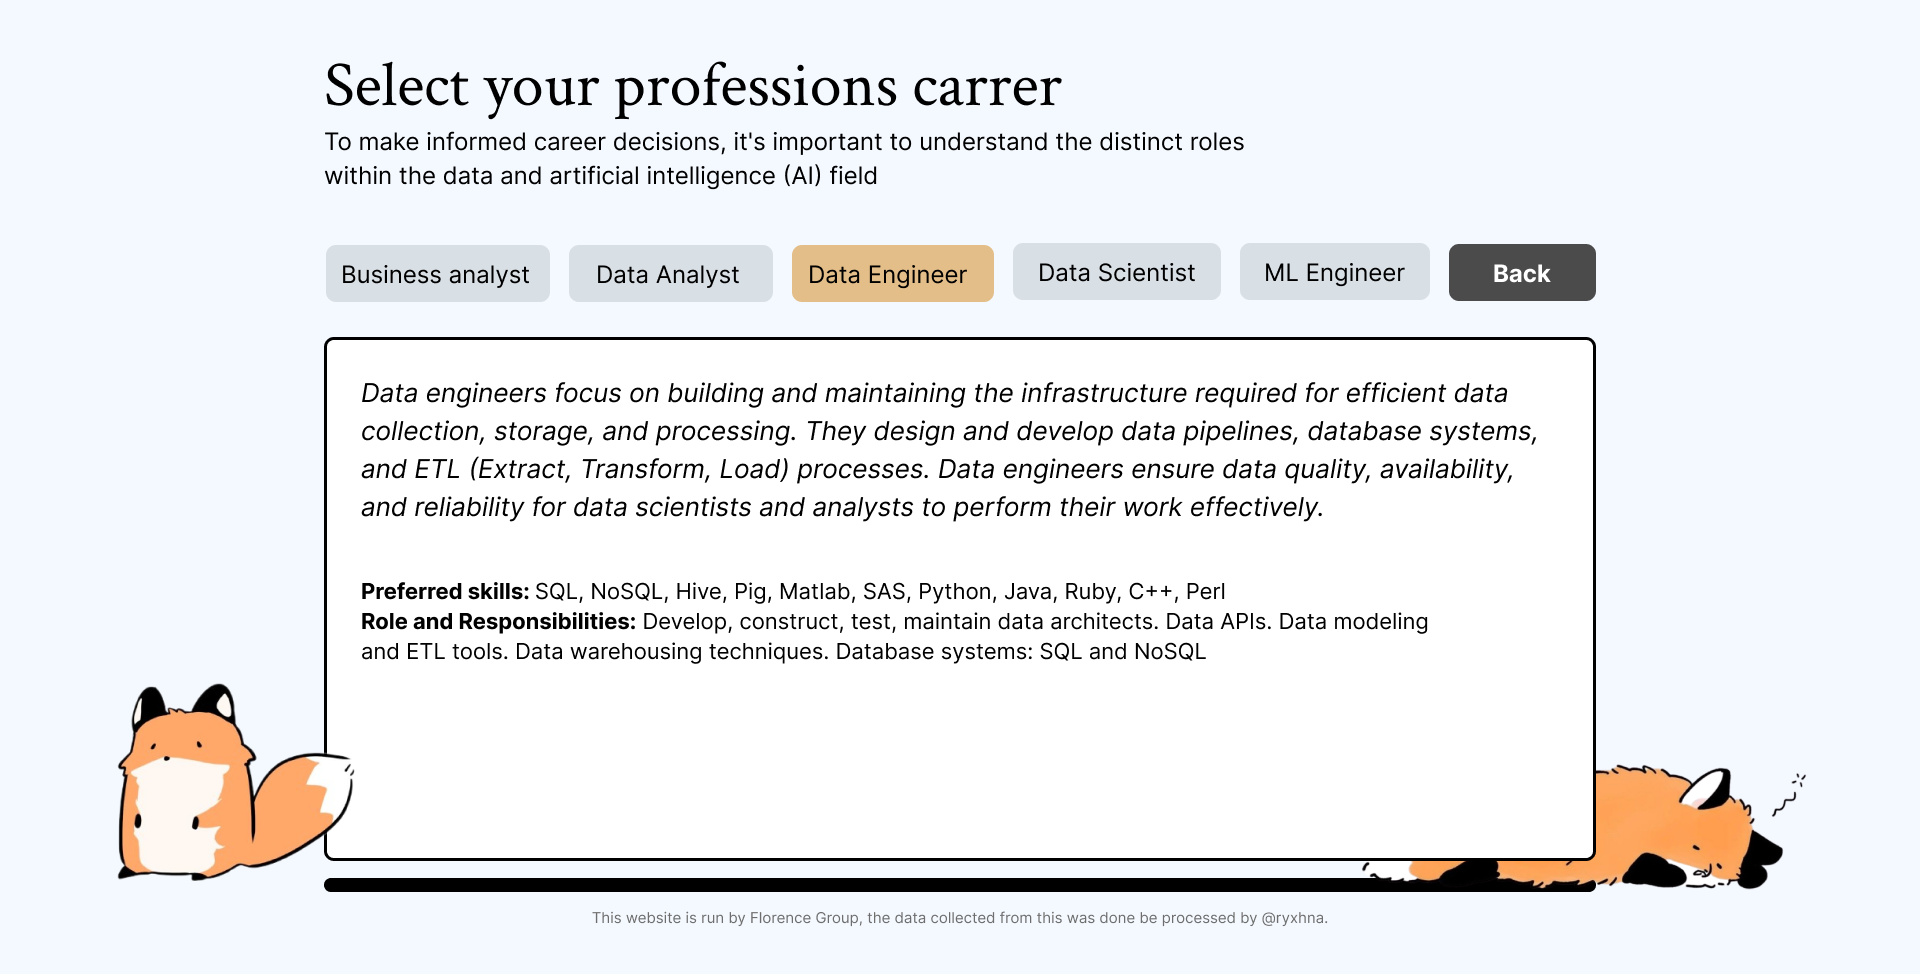 Select your professions carrer
To make informed career decisions, it's important to understand the distinct roles
within the data and artificial intelligence (AI) field
Business analyst
Data Analyst
Data Engineer
Data Scientist
ML Engineer
Back
Data engineers focus on building and maintaining the infrastructure required for efficient data
collection, storage, and processing. They design and develop data pipelines, database systems,
and ETL (Extract, Transform, Load) processes. Data engineers ensure data quality, availability,
and reliability for data scientists and analysts to perform their work effectively.
Preferred skills: SQL, NoSQL, Hive, Pig, Matlab, SAS, Python, Java, Ruby, C++, Perl
Role and Responsibilities: Develop, construct, test, maintain data architects. Data APIs. Data modeling
and ETL tools. Data warehousing techniques. Database systems: SQL and NoSQL
This website is run by Florence Group, the data collected from this was done be processed by @ryxhna.